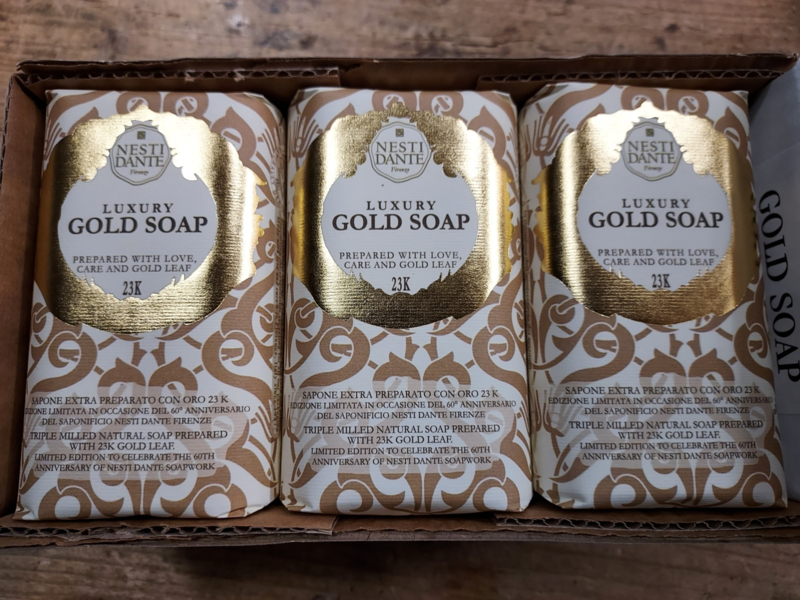 NESTI
DANTE
Firenze
LUXURY
GOLD SOAP
PREPARED WITH LOVE,
CARE AND GOLD LEAF
23K
SAPONE EXTRA PREPARATO CON ORO 23 K
EDIZIONE LIMITATA IN OCCASIONE DEL 60° ANNIVERSARIO
DEL SAPONIFICIO NESTI DANTE FIRENZE
TRIPLE MILLED NATURAL SOAP PREPARED
WITH 23K GOLD LEAF.
LIMITED EDITION TO CELEBRATE THE 60TH
ANNIVERSARY OF NESTI DANTE SOAPWORK
NESTI
DANTE
Firenze
LUXURY
GOLD SOAP
PREPARED WITH LOVE,
CARE AND GOLD LEAF
23K
SAPONE EXTRA PREPARATO CON ORO 23 K
EDIZIONE LIMITATA IN OCCASIONE DEL 60° ANNIVERSARIO
DEL SAPONIFICIO NESTI DANTE FIRENZE
TRIPLE MILLED NATURAL SOAP PREPARED
WITH 23K GOLD LEAF.
LIMITED EDITION TO CELEBRATE THE 60TH
ANNIVERSARY OF NESTI DANTE SOAPWORK
NESTI
DANTE
Firenze
LUXURY
GOLD SOAP
PREPARED WITH LOVE,
CARE AND GOLD LEAF
23K
SAPONE EXTRA PREPARATO CON ORO 23 K
EDIZIONE LIMITATA IN OCCASIONE DEL 60° ANNIVERSARIO
DEL SAPONIFICIO NESTI DANTE FIRENZE
TRIPLE MILLED NATURAL SOAP PREPARED
WITH 23K GOLD LEAF.
LIMITED EDITION TO CELEBRATE THE 60TH
ANNIVERSARY OF NESTI DANTE SOAPWORK
GOLD SOAP